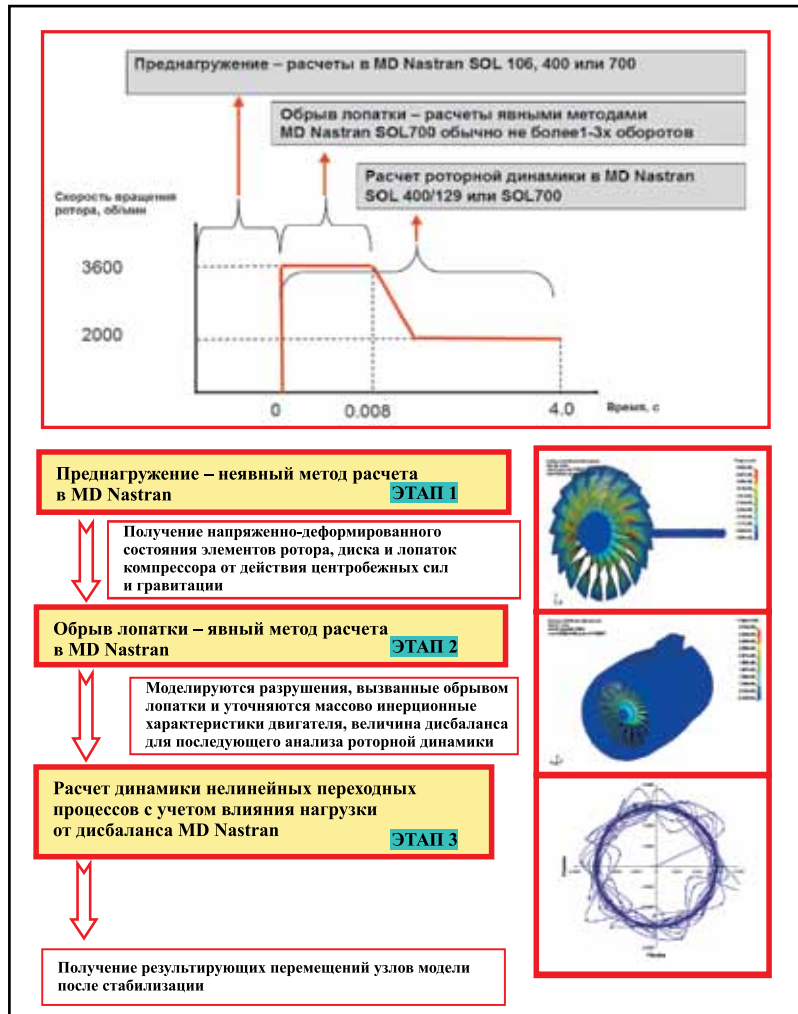 Преднагружение – расчеты в MD Nastran SOL 106, 400 или 700
Обрыв лопатки – расчеты явными методами
MD Nastran SOL700 обычно не более1-3х оборотов
Расчет роторной динамики в MD Nastran
SOL 400/129 или SOL700
Скорость вращения
ротора, об/мин
3600
2000
0
0.008
4.0
Время, с
Преднагружение – неявный метод расчета
в MD Nastran
ЭТАП 1
Получение напряженно-деформированного
состояния элементов ротора, диска и лопаток
компрессора от действия центробежных сил
и гравитации
Обрыв лопатки – явный метод расчета
в MD Nastran
ЭТАП 2
Моделируются разрушения, вызванные обрывом
лопатки и уточняются массово инерционные
характеристики двигателя, величина дисбаланса
для последующего анализа роторной динамики
Расчет динамики нелинейных переходных
процессов с учетом влияния нагрузки
от дисбаланса MD Nastran
ЭТАП 3
Получение результирующих перемещений узлов модели
после стабилизации